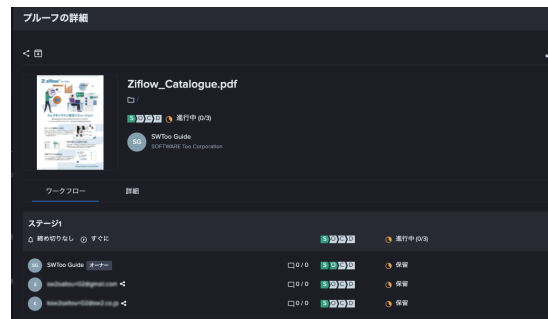 プルーフの詳細
Ziflow_Catalogue.pdf
/
S O C D 進行中 (0/3)
SG SWToo Guide
SOFTWARE Too Corporation
ワークフロー 詳細
ステージ1
締め切りなし すぐに S O C D 進行中 (0/3)
SG SWToo Guide オーナー 0 / 0 S O C D 保留
0 / 0 S O C D 保留
0 / 0 S O C D 保留